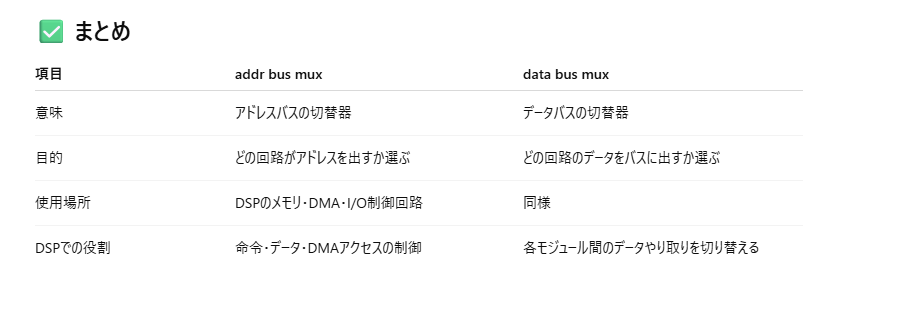 ✅ まとめ
項目 addr bus mux data bus mux
意味 アドレスバスの切替器 データバスの切替器
目的 どの回路がアドレスを出すか選ぶ どの回路のデータをバスに出すか選ぶ
使用場所 DSPのメモリ・DMA・I/O制御回路 同様
DSPでの役割 命令・データ・DMAアクセスの制御 各モジュール間のデータやり取りを切り替える